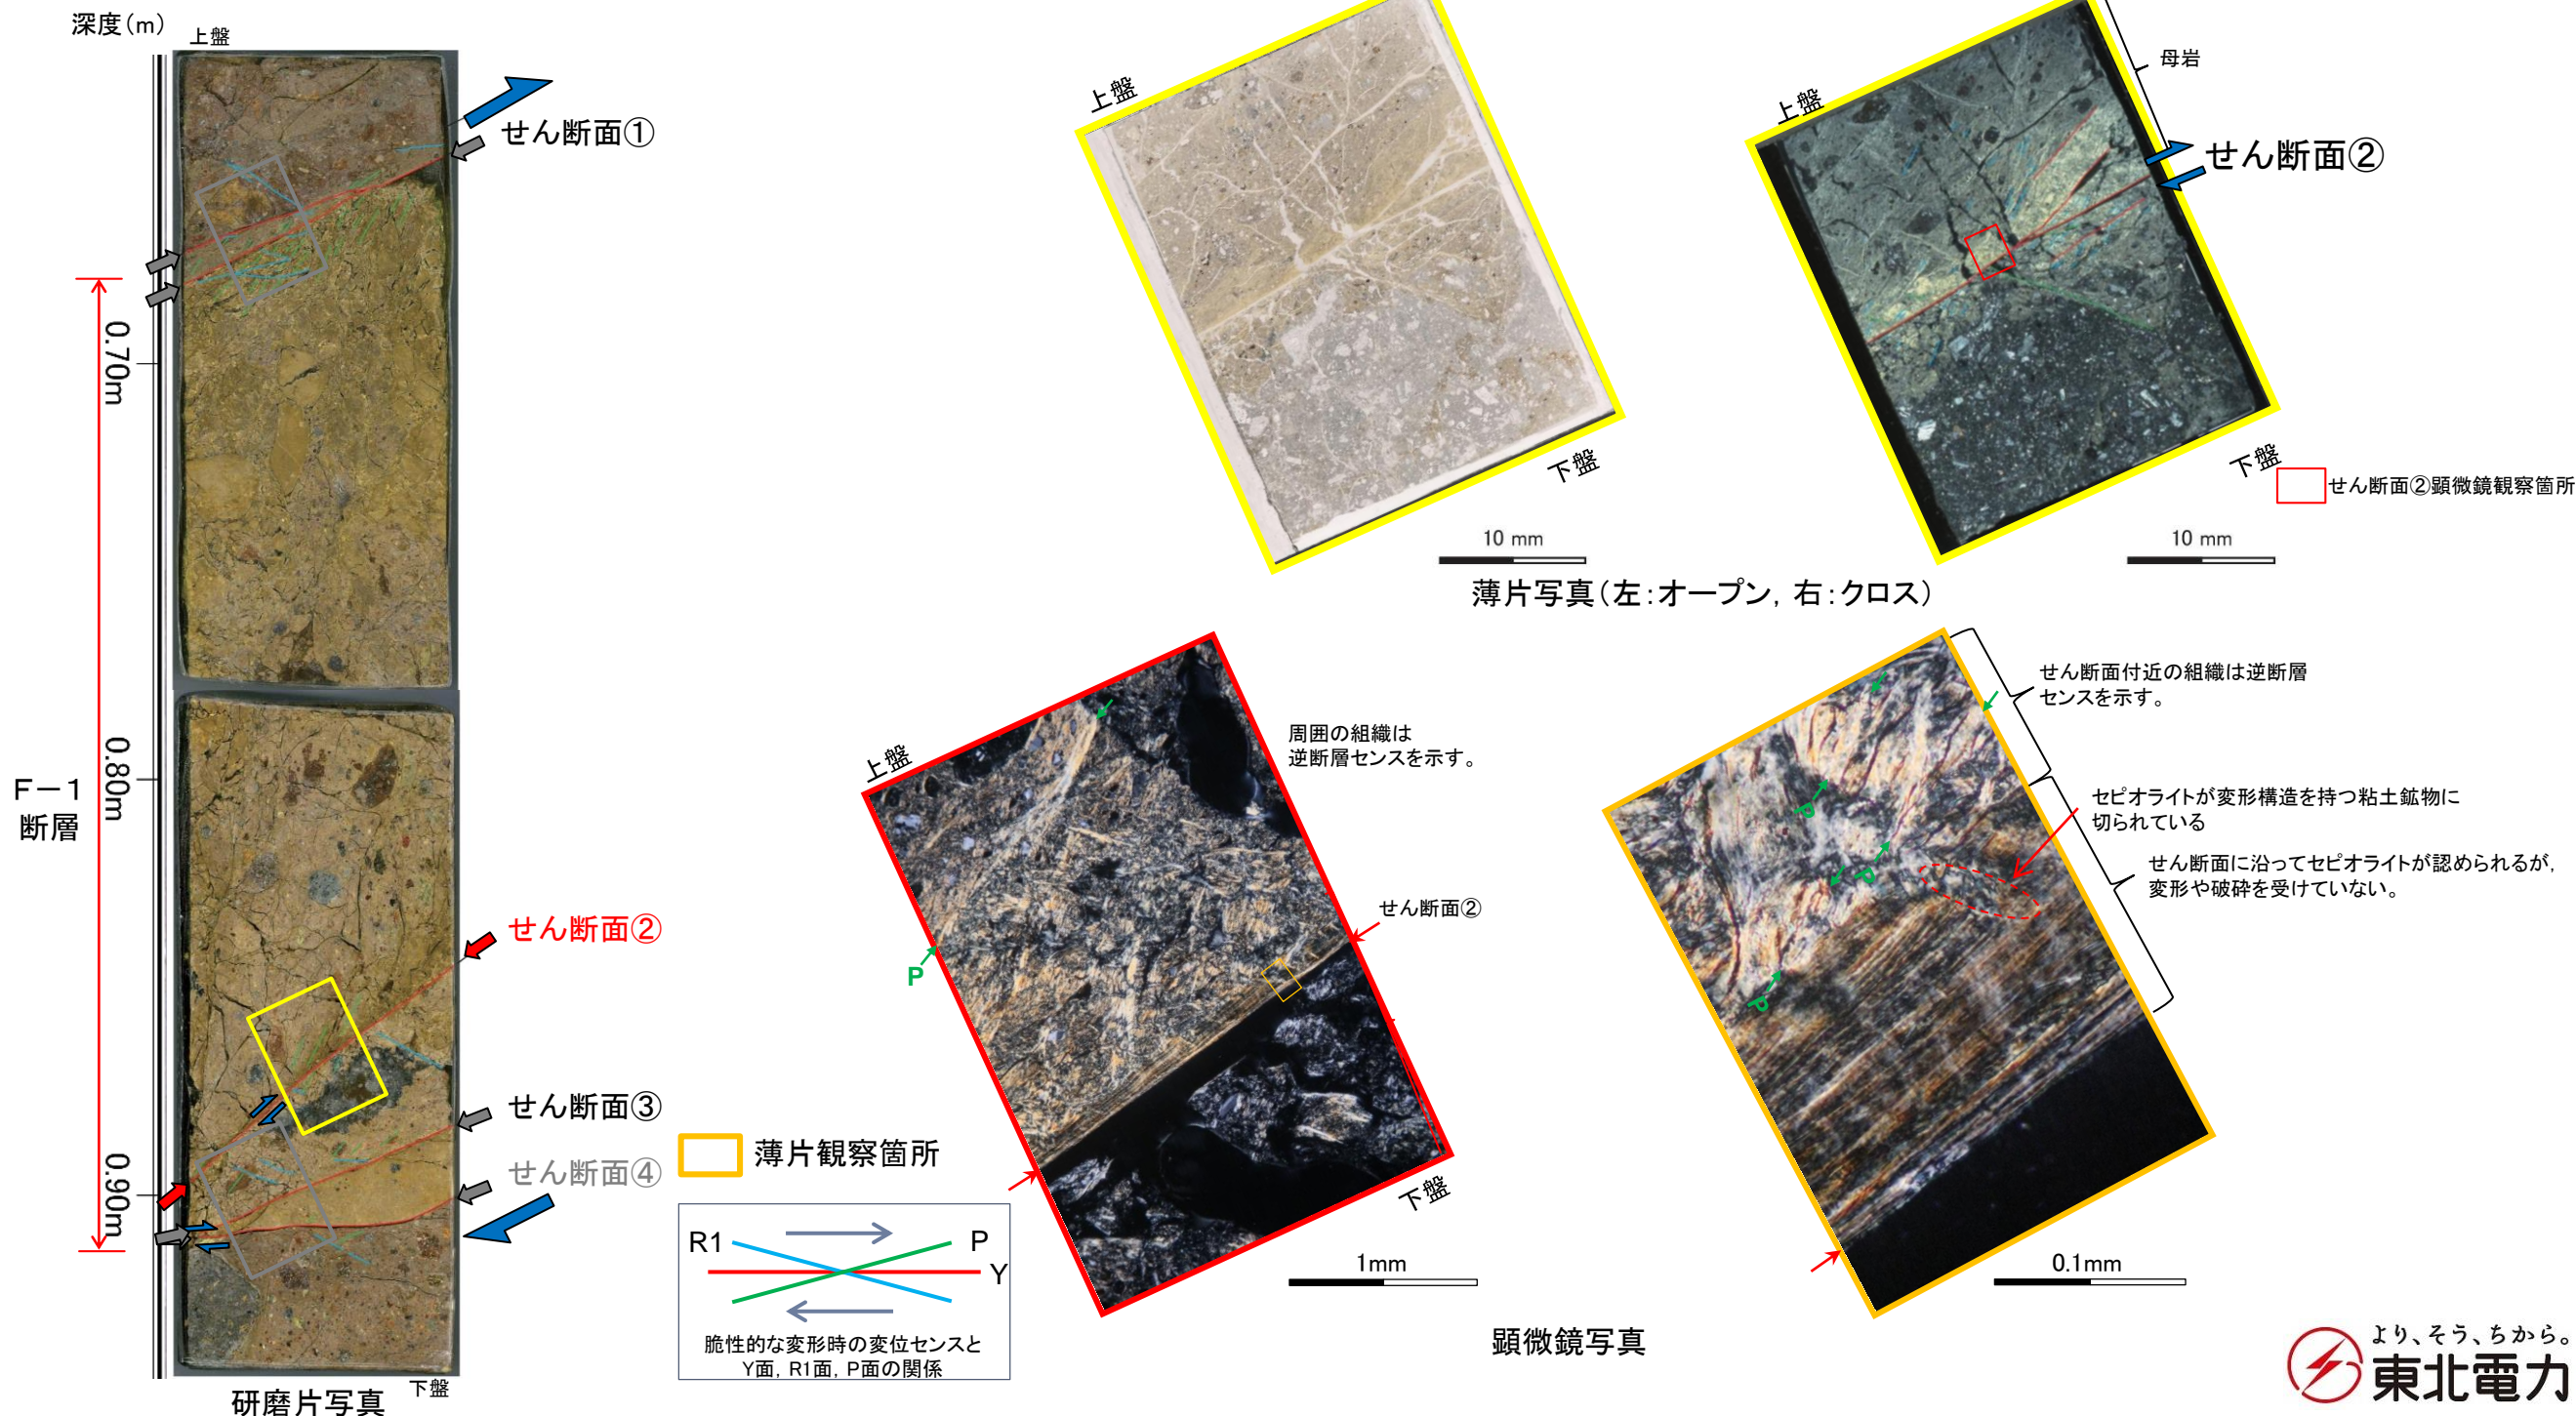 深度(m)
上盤
せん断面①
0.70m
0.80m
F-1
断層
0.90m
せん断面②
せん断面③
せん断面④
下盤
研磨片写真
薄片観察箇所
R1
P
Y
脆性的な変形時の変位センスと
Y面, R1面, P面の関係
上盤
下盤
10 mm
上盤
母岩
せん断面②
下盤
せん断面②顕微鏡観察箇所
10 mm
薄片写真(左:オープン, 右:クロス)
上盤
周囲の組織は
逆断層センスを示す。
P
せん断面②
下盤
1mm
せん断面付近の組織は逆断層
センスを示す。
セピオライトが変形構造を持つ粘土鉱物に
切られている
せん断面に沿ってセピオライトが認められるが,
変形や破砕を受けていない。
P
P
P
0.1mm
顕微鏡写真
より、そう、ちから。
東北電力